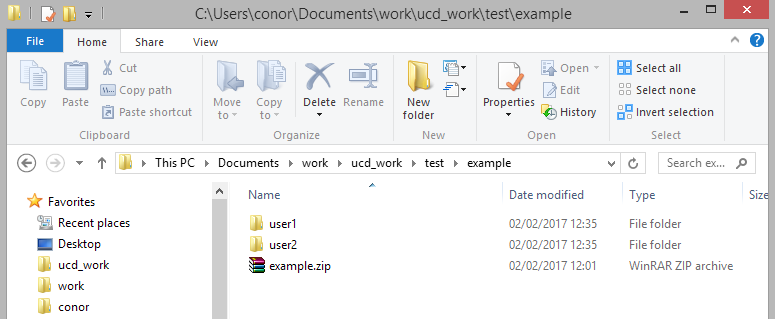 C:\Users\conor\Documents\work\ucd_work\test\example
File Home Share View
Copy
Paste
Cut
Copy path
Paste shortcut
Clipboard
Move to
Copy to
Delete
Rename
Organize
New folder
New
Properties
Open
Edit
History
Open
Select all
Select none
Invert selection
Select
This PC Documents work ucd_work test example
Search ex...
Favorites
Recent places
Desktop
ucd_work
work
conor
Name Date modified Type Size
user1 02/02/2017 12:35 File folder
user2 02/02/2017 12:35 File folder
example.zip 02/02/2017 12:01 WinRAR ZIP archive